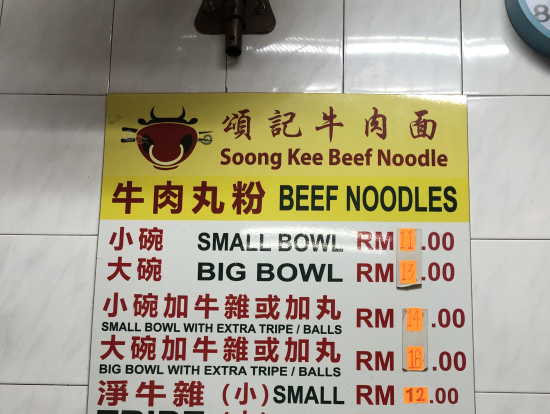 頌記牛肉面
Soong Kee Beef Noodle
牛肉丸粉 BEEF NOODLES
小碗 SMALL BOWL RM 11.00
大碗 BIG BOWL RM 13.00
小碗加牛雜或加丸 RM 14.00
SMALL BOWL WITH EXTRA TRIPE / BALLS
大碗加牛雜或加丸 RM 16.00
BIG BOWL WITH EXTRA TRIPE / BALLS
淨牛雜 (小) SMALL RM 12.00
TRIPE
8